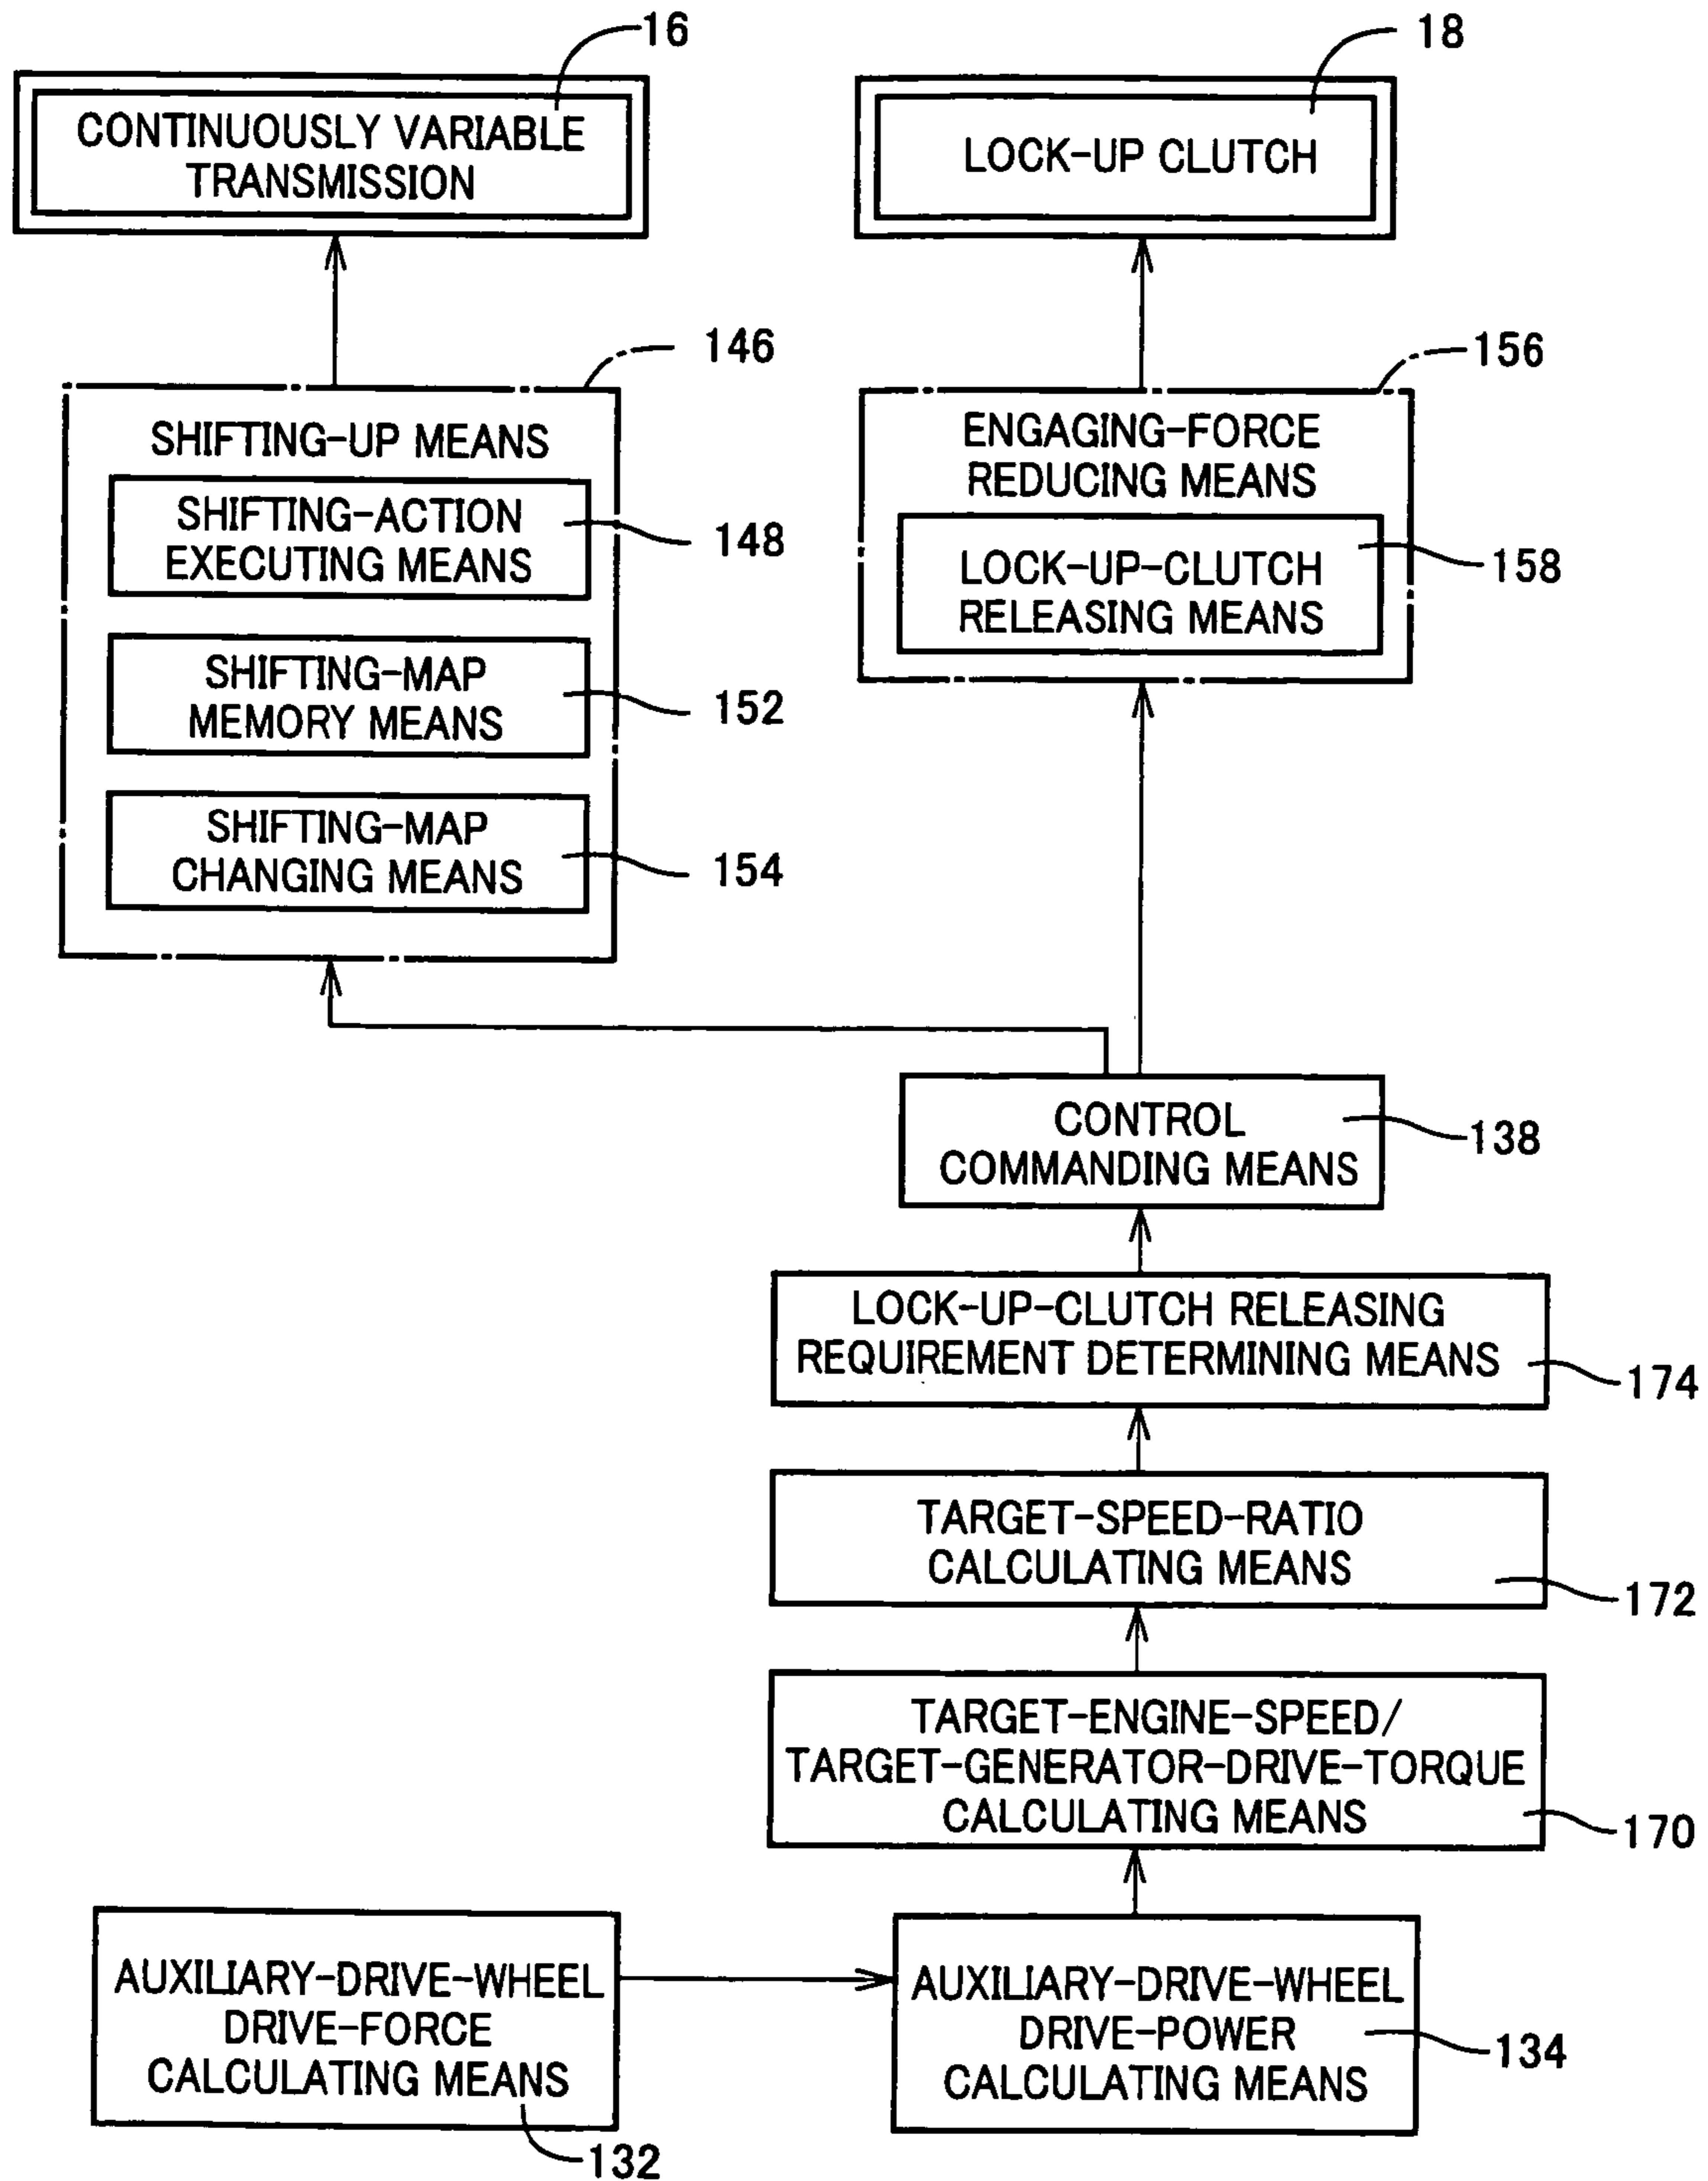 16
CONTINUOUSLY VARIABLE
TRANSMISSION
18
LOCK-UP CLUTCH
146
SHIFTING-UP MEANS
SHIFTING-ACTION
EXECUTING MEANS
148
SHIFTING-MAP
MEMORY MEANS
152
SHIFTING-MAP
CHANGING MEANS
154
156
ENGAGING-FORCE
REDUCING MEANS
LOCK-UP-CLUTCH
RELEASING MEANS
158
CONTROL
COMMANDING MEANS
138
LOCK-UP-CLUTCH RELEASING
REQUIREMENT DETERMINING MEANS
174
TARGET-SPEED-RATIO
CALCULATING MEANS
172
TARGET-ENGINE-SPEED/
TARGET-GENERATOR-DRIVE-TORQUE
CALCULATING MEANS
170
AUXILIARY-DRIVE-WHEEL
DRIVE-FORCE
CALCULATING MEANS
132
AUXILIARY-DRIVE-WHEEL
DRIVE-POWER
CALCULATING MEANS
134